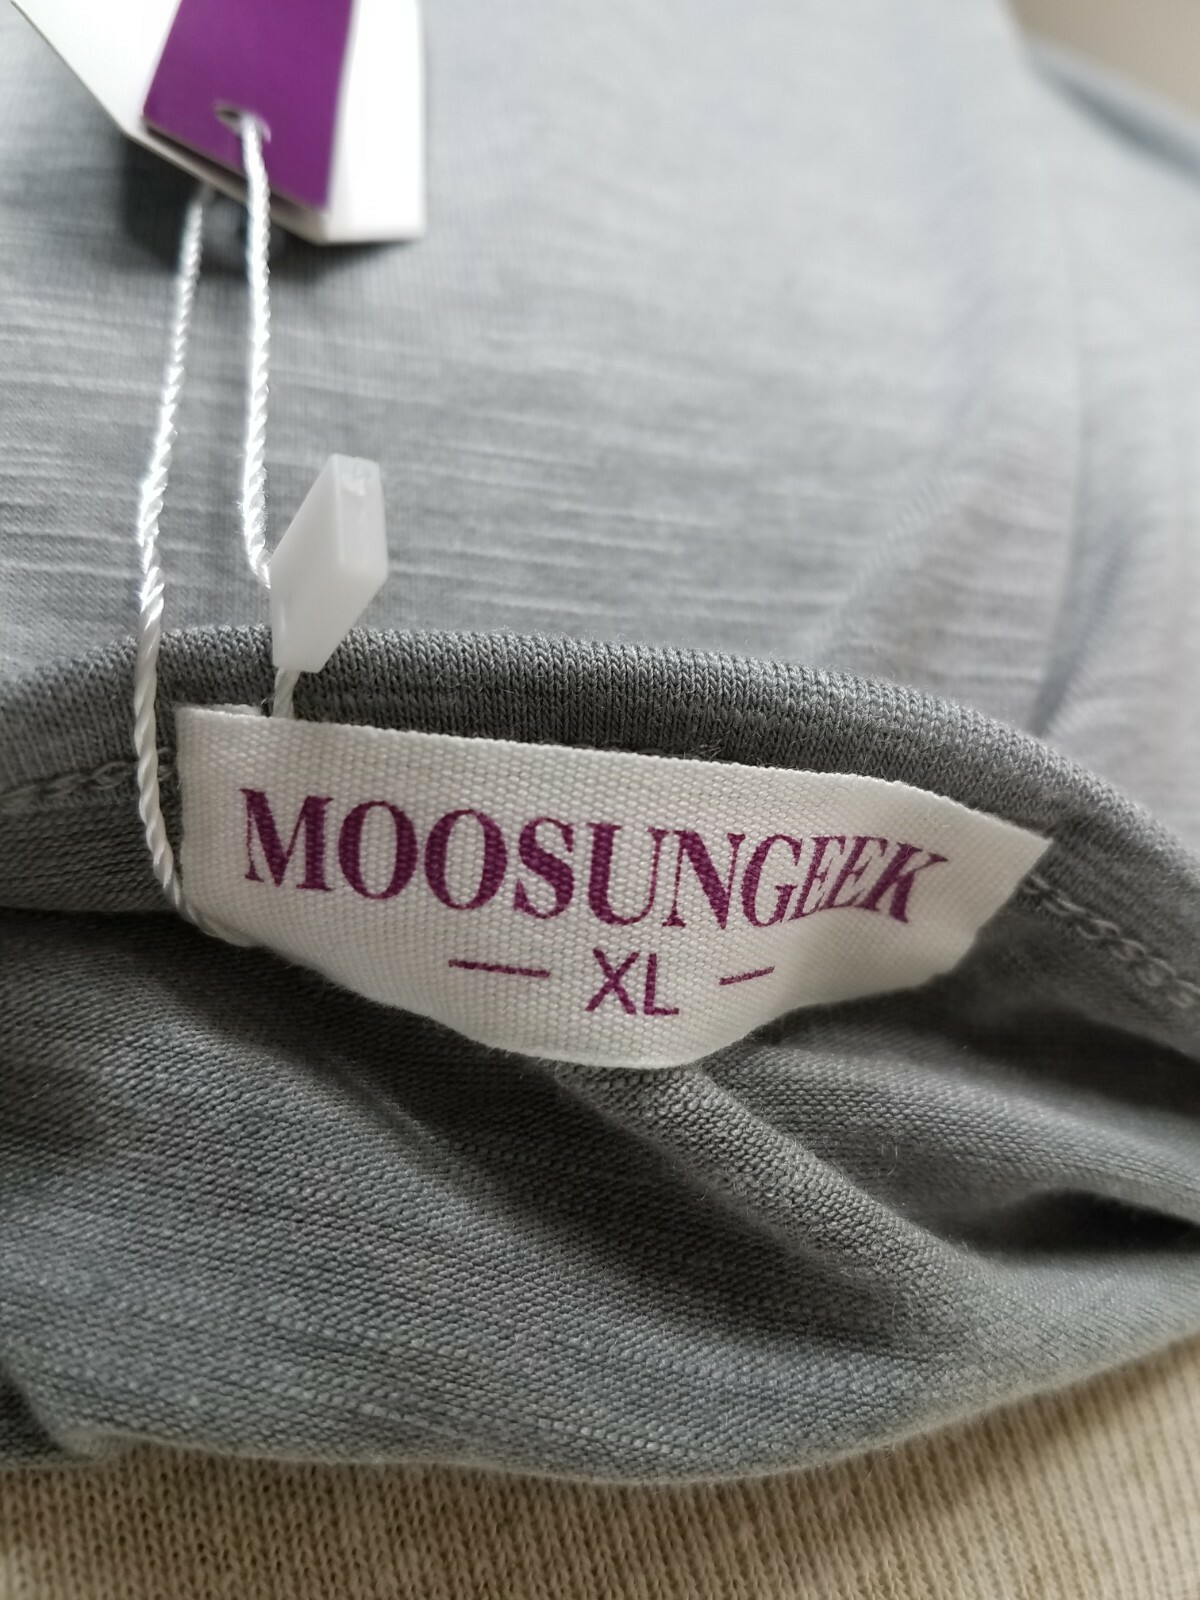 MOOSUNGEEK
— XL —